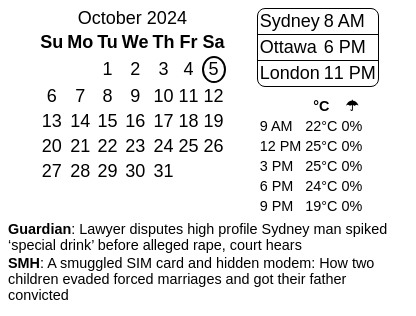 October 2024
Su Mo Tu We Th Fr Sa
1 2 3 4 5
6 7 8 9 10 11 12
13 14 15 16 17 18 19
20 21 22 23 24 25 26
27 28 29 30 31
Sydney 8 AM
Ottawa 6 PM
London 11 PM
°C ☂
9 AM 22°C 0%
12 PM 25°C 0%
3 PM 25°C 0%
6 PM 24°C 0%
9 PM 19°C 0%
Guardian: Lawyer disputes high profile Sydney man spiked
‘special drink’ before alleged rape, court hears
SMH: A smuggled SIM card and hidden modem: How two
children evaded forced marriages and got their father
convicted